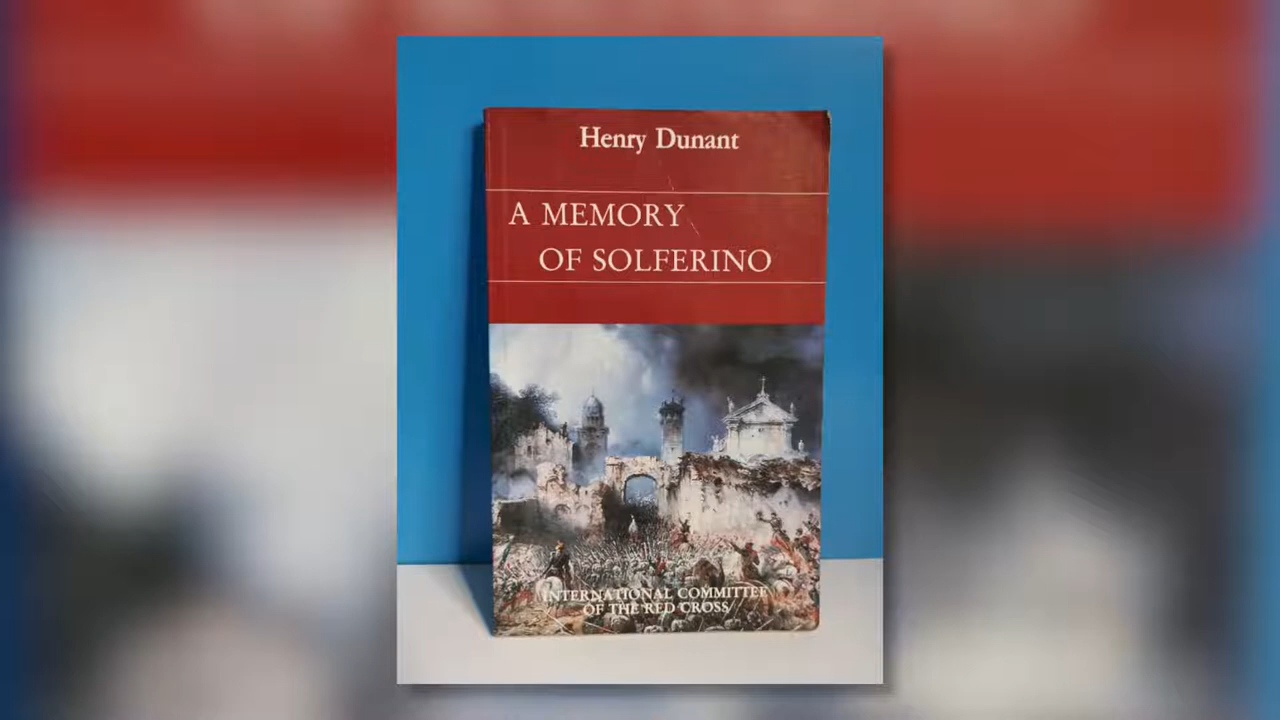 Henry Dunant
A MEMORY
OF SOLFERINO
INTERNATIONAL COMMITTEE
OF THE RED CROSS